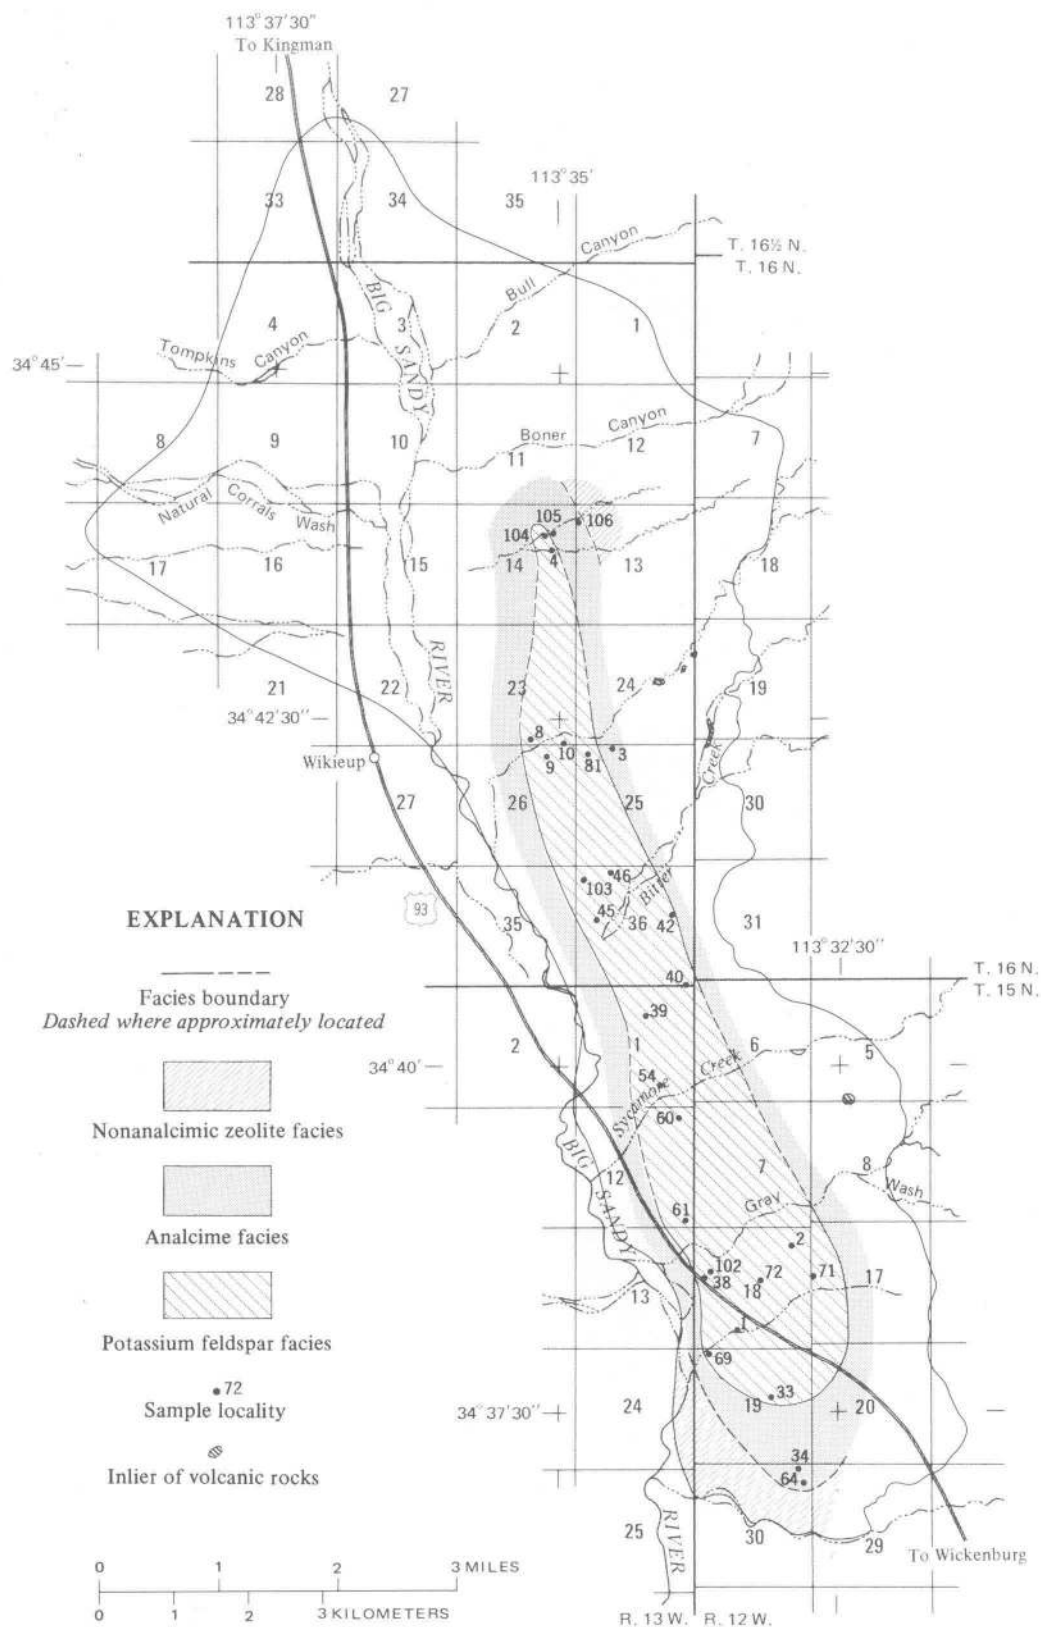 113° 37' 30"
To Kingman
28
27
33
34
113° 35'
35
T. 16½ N.
T. 16 N.
Bull Canyon
BIG SANDY
4
3
2
1
34° 45'
Tompkins Canyon
8
9
10
Boner Canyon
11
12
7
Natural Corrals Wash
105
106
104
4
17
16
15
14
13
18
RIVER
21
22
23
24
19
34° 42' 30"
8
10
9
81
3
Creek
Wikieup
27
26
25
30
46
103
Bitter
45
36
42
93
35
31
113° 32' 30"
40
T. 16 N.
T. 15 N.
39
2
1
6
5
34° 40'
54
Sycamore Creek
60
BIG SANDY
12
7
8
Gray Wash
61
2
102
38
72
18
71
17
13
1
69
33
24
19
20
34° 37' 30"
34
64
25
RIVER
30
29
To Wickenburg
R. 13 W.
R. 12 W.
EXPLANATION
Facies boundary
Dashed where approximately located
Nonanalcimic zeolite facies
Analcime facies
Potassium feldspar facies
72
Sample locality
Inlier of volcanic rocks
0 1 2 3 MILES
0 1 2 3 KILOMETERS